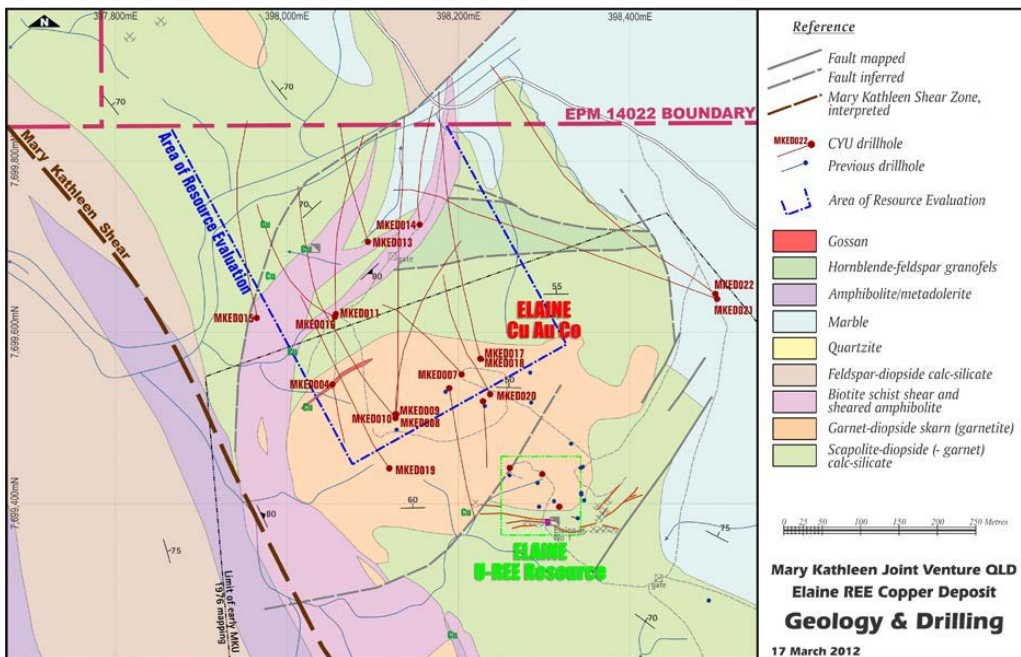 397,800mE
398,000mE
398,200mE
398,400mE
N
70
70
EPM 14022 BOUNDARY
7,699,800mN
Mary Kathleen Shear
Area of Resource Evaluation
70
Cu
Cu
Cu
MKED014
MKED013
gate
80
55
MKED022
MKED021
MKED015
MKED011
MKED016
7,699,600mN
ELAINE
Cu Au Co
Cu
MKED017
MKED018
MKED007
50
MKED004
MKED020
Cu
MKED009
MKED010
MKED008
MKED019
7,699,400mN
60
Cu
80
75
75
ELAINE
U-REE Resource
Limit of early MKU
1976 mapping
gate
70
Cu
Reference
Fault mapped
Fault inferred
Mary Kathleen Shear Zone,
interpreted
MKED022
CYU drillhole
Previous drillhole
Area of Resource Evaluation
Gossan
Hornblende-feldspar granofels
Amphibolite/metadolerite
Marble
Quartzite
Feldspar-diopside calc-silicate
Biotite schist shear and
sheared amphibolite
Garnet-diopside skarn (garnetite)
Scapolite-diopside (- garnet)
calc-silicate
0 25 50 100 150 200 250 Metres
Mary Kathleen Joint Venture QLD
Elaine REE Copper Deposit
Geology & Drilling
17 March 2012